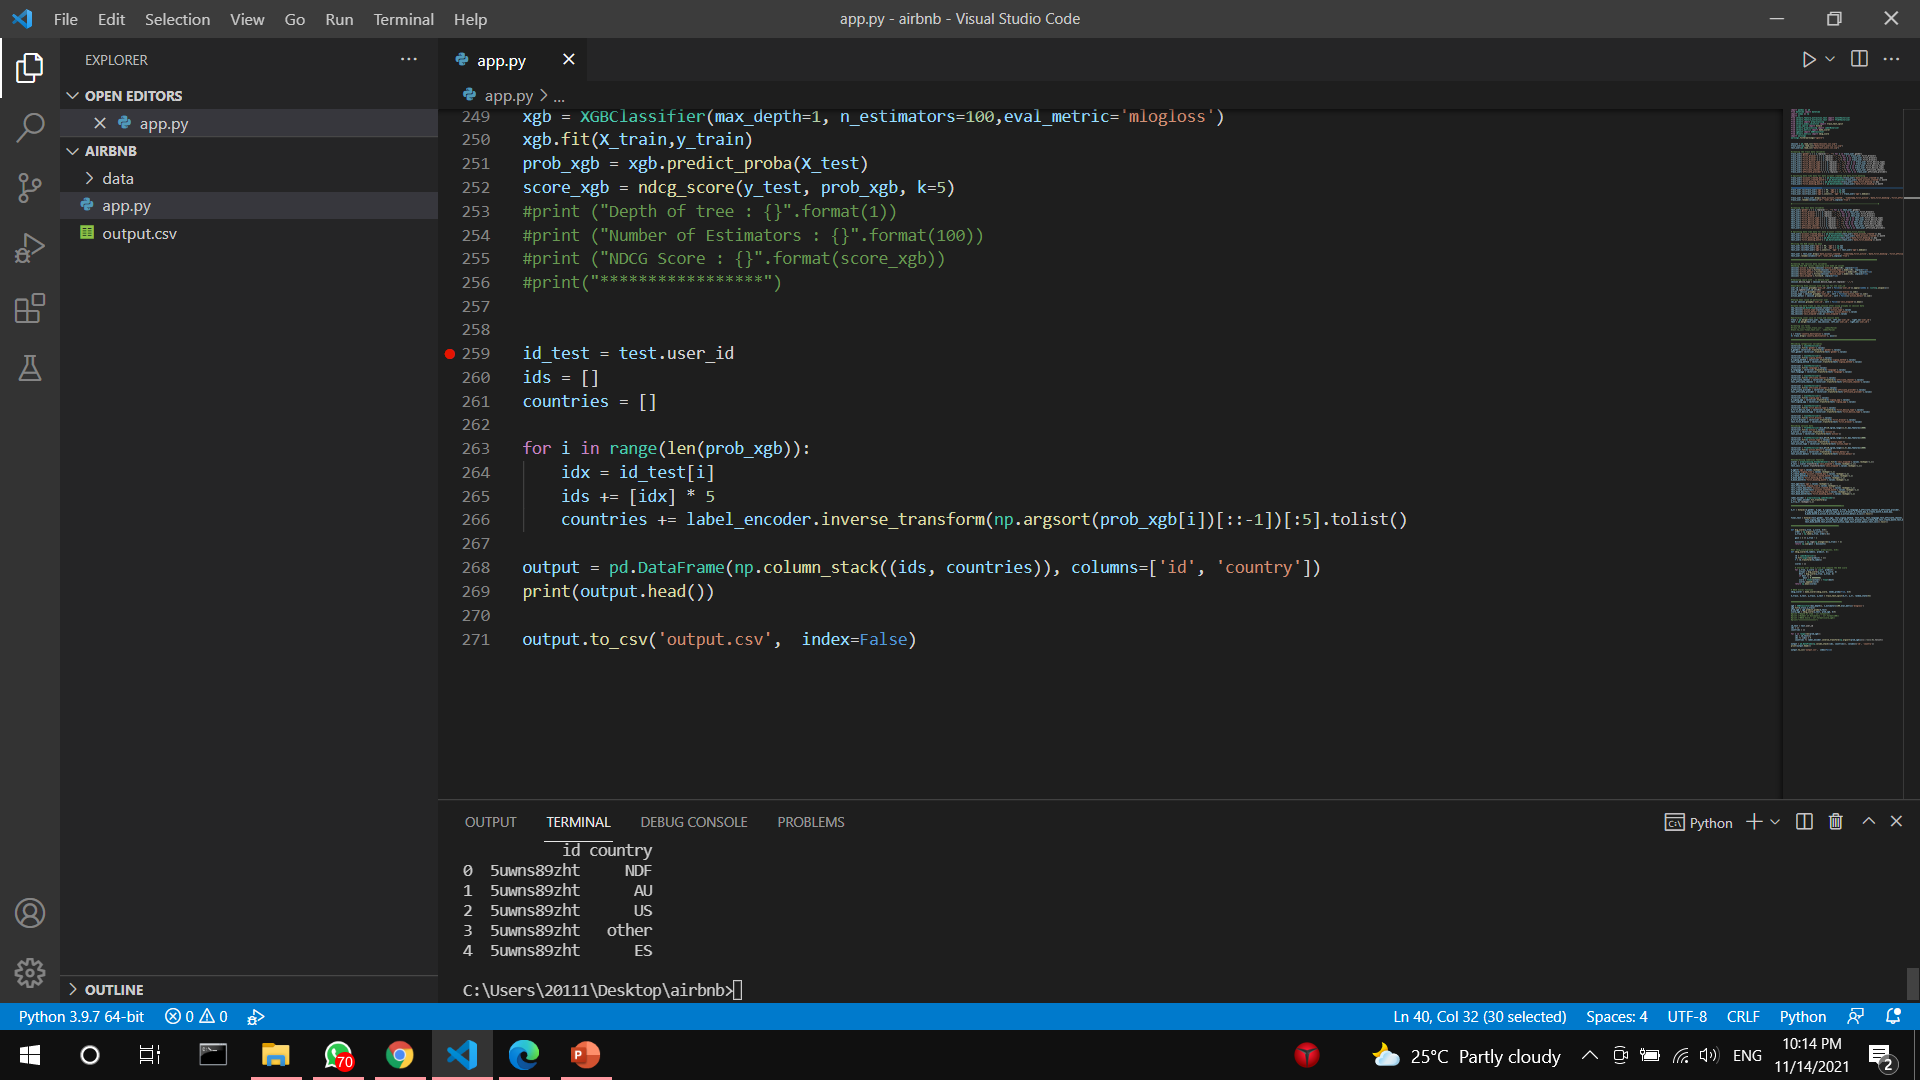 File Edit Selection View Go Run Terminal Help
app.py - airbnb - Visual Studio Code
EXPLORER
OPEN EDITORS
app.py
AIRBNB
data
app.py
output.csv
OUTLINE
app.py
app.py > ...
249 xgb = XGBClassifier(max_depth=1, n_estimators=100,eval_metric='mlogloss')
250 xgb.fit(X_train,y_train)
251 prob_xgb = xgb.predict_proba(X_test)
252 score_xgb = ndcg_score(y_test, prob_xgb, k=5)
253 #print ("Depth of tree : {}".format(1))
254 #print ("Number of Estimators : {}".format(100))
255 #print ("NDCG Score : {}".format(score_xgb))
256 #print("*****************")
257
258
259 id_test = test.user_id
260 ids = []
261 countries = []
262
263 for i in range(len(prob_xgb)):
264 idx = id_test[i]
265 ids += [idx] * 5
266 countries += label_encoder.inverse_transform(np.argsort(prob_xgb[i])[::-1])[:5].tolist()
267
268 output = pd.DataFrame(np.column_stack((ids, countries)), columns=['id', 'country'])
269 print(output.head())
270
271 output.to_csv('output.csv', index=False)
OUTPUT TERMINAL DEBUG CONSOLE PROBLEMS
Python
id country
0 5uwns89zht NDF
1 5uwns89zht AU
2 5uwns89zht US
3 5uwns89zht other
4 5uwns89zht ES
C:\Users\20111\Desktop\airbnb>
Python 3.9.7 64-bit 0 0
Ln 40, Col 32 (30 selected) Spaces: 4 UTF-8 CRLF Python
70
25°C Partly cloudy
ENG
10:14 PM
11/14/2021
2